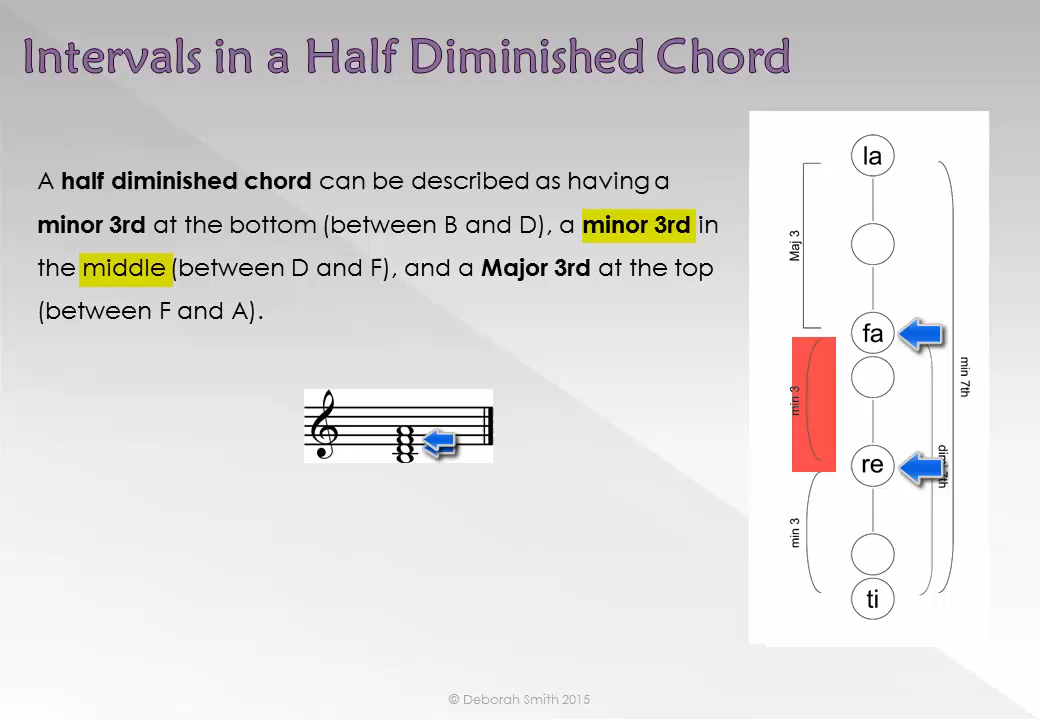 Intervals in a Half Diminished Chord
A half diminished chord can be described as having a
minor 3rd at the bottom (between B and D), a minor 3rd in
the middle (between D and F), and a Major 3rd at the top
(between F and A).
la
Maj 3
fa
min 3
min 7th
re
min 3
ti
© Deborah Smith 2015